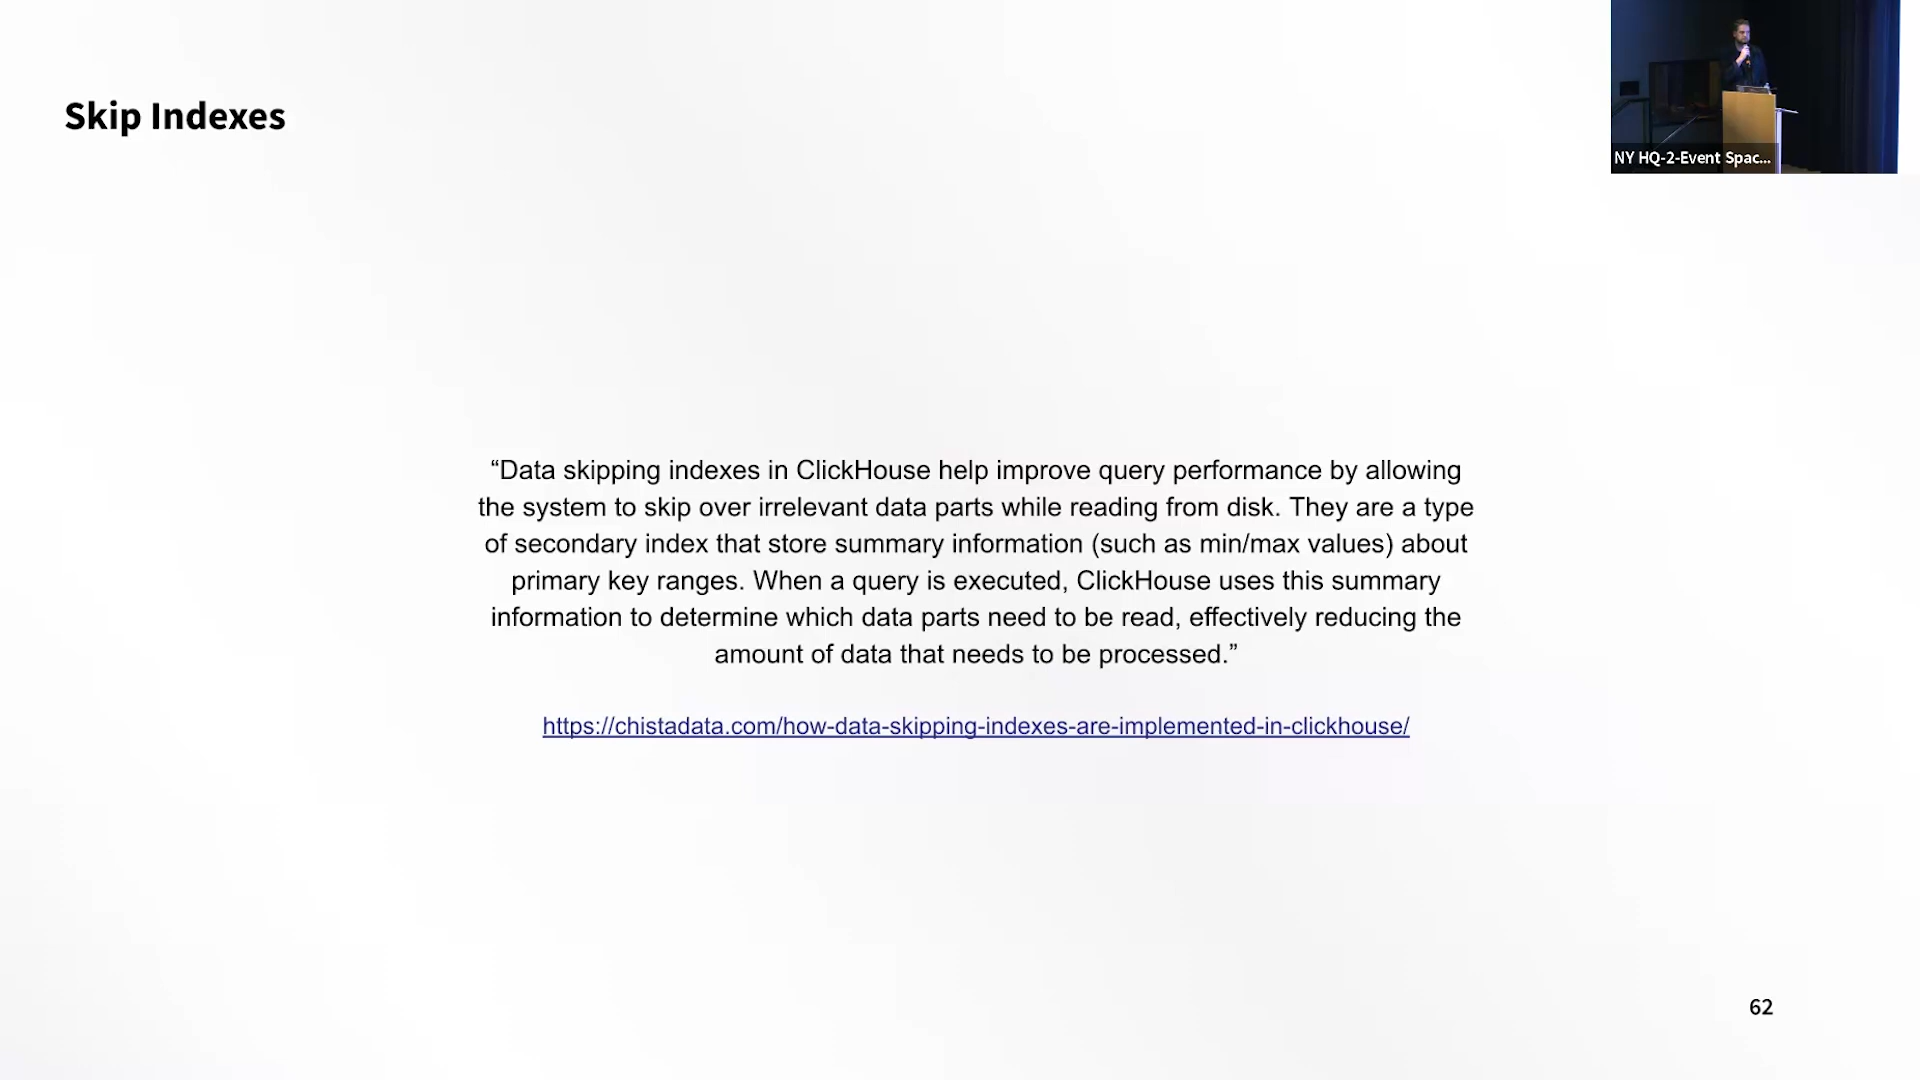 Skip Indexes
NY HQ-2-Event Spac...
“Data skipping indexes in ClickHouse help improve query performance by allowing
the system to skip over irrelevant data parts while reading from disk. They are a type
of secondary index that store summary information (such as min/max values) about
primary key ranges. When a query is executed, ClickHouse uses this summary
information to determine which data parts need to be read, effectively reducing the
amount of data that needs to be processed.”
https://chistadata.com/how-data-skipping-indexes-are-implemented-in-clickhouse/
62